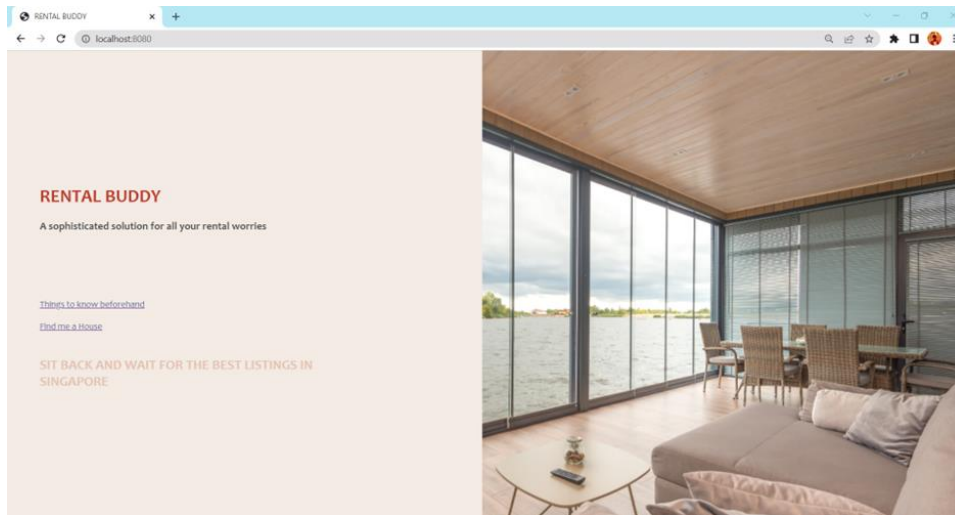 RENTAL BUDDY
localhost:8080
RENTAL BUDDY
A sophisticated solution for all your rental worries
Things to know beforehand
Find me a House
SIT BACK AND WAIT FOR THE BEST LISTINGS IN
SINGAPORE